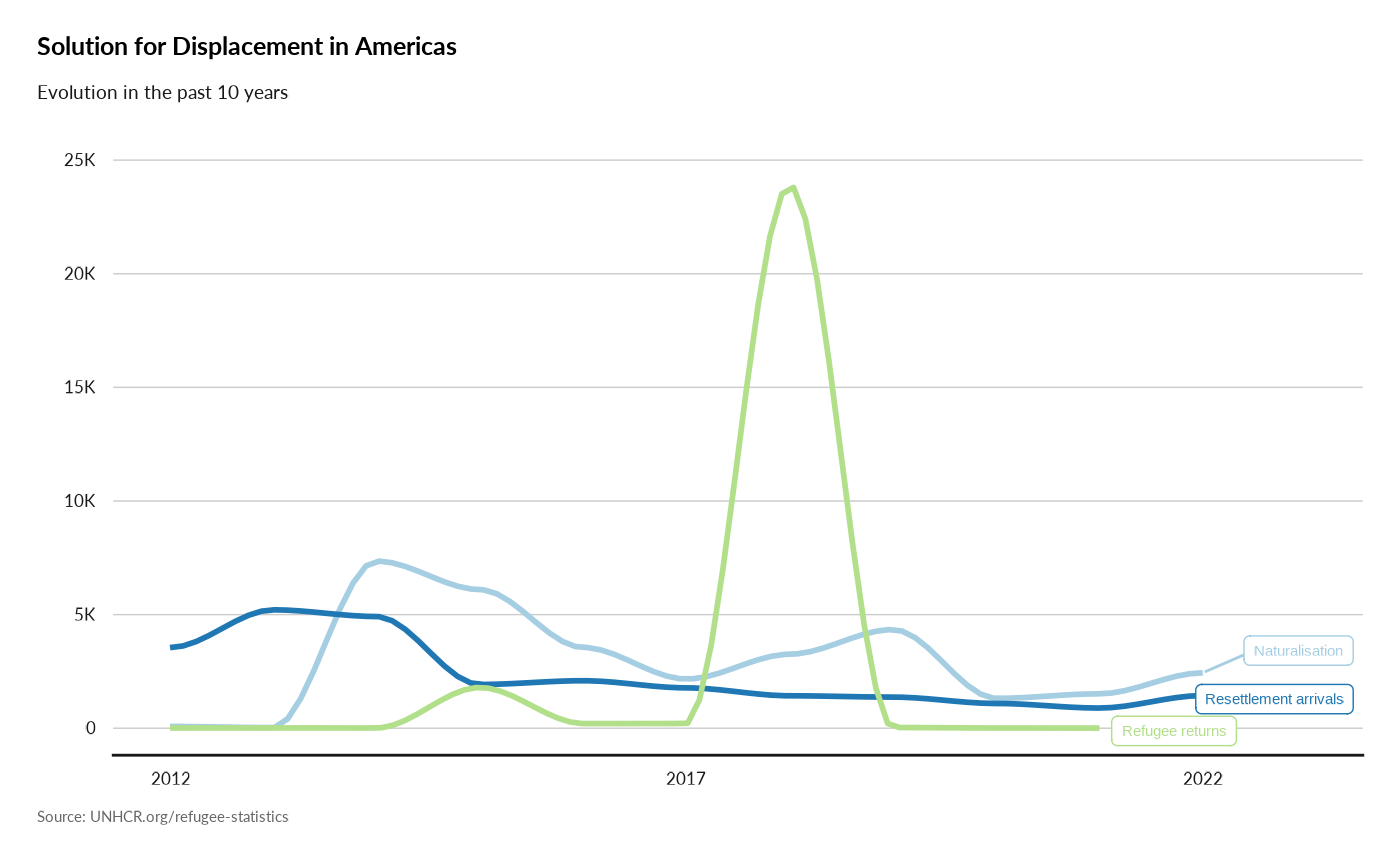 Solution for Displacement in Americas
Evolution in the past 10 years
25K
20K
15K
10K
5K
0
Naturalisation
Resettlement arrivals
Refugee returns
2012
2017
2022
Source: UNHCR.org/refugee-statistics